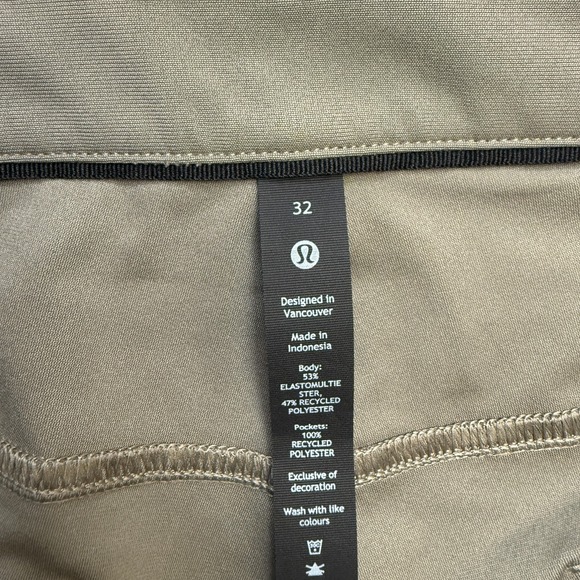 32
Designed in
Vancouver
Made in
Indonesia
Body:
53%
ELASTOMULTIE
STER,
47% RECYCLED
POLYESTER
Pockets:
100%
RECYCLED
POLYESTER
Exclusive of
decoration
Wash with like
colours